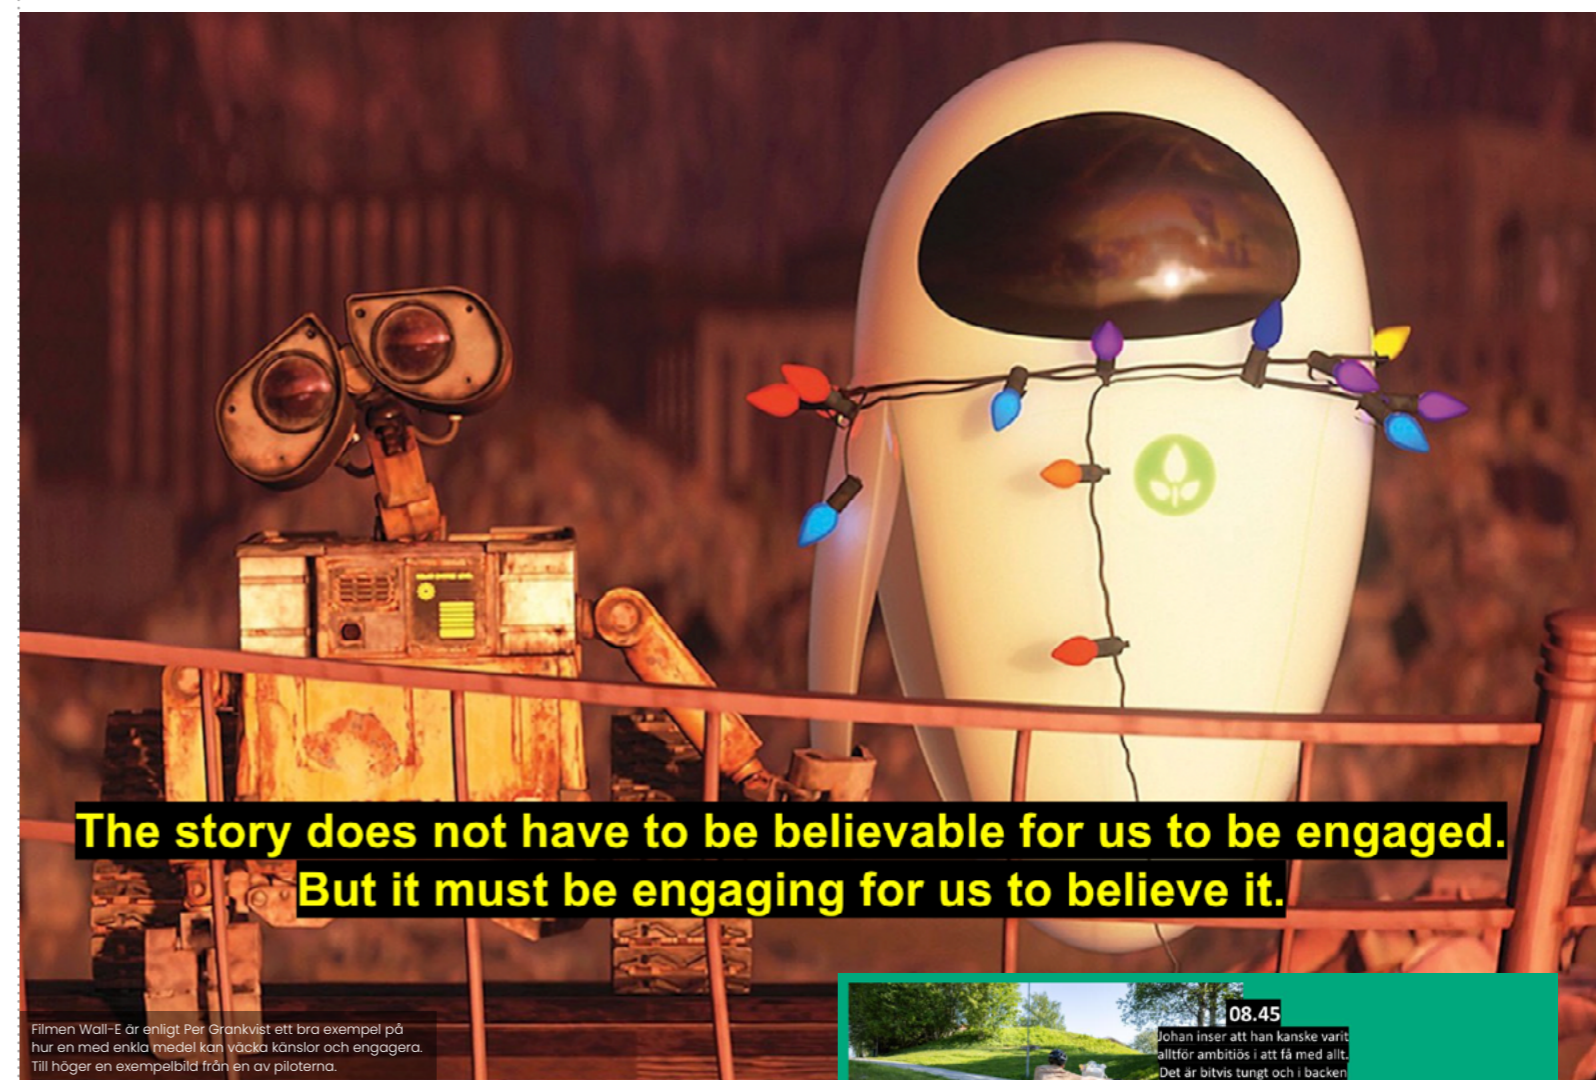 The story does not have to be believable for us to be engaged.
But it must be engaging for us to believe it.
Filmen Wall-E är enligt Per Grankvist ett bra exempel på
hur en med enkla medel kan väcka känslor och engagera.
Till höger en exempelbild från en av piloterna.
08.45
Johan inser att han kanske varit
alltför ambitiös i att få med allt.
Det är bitvis tungt och i backen